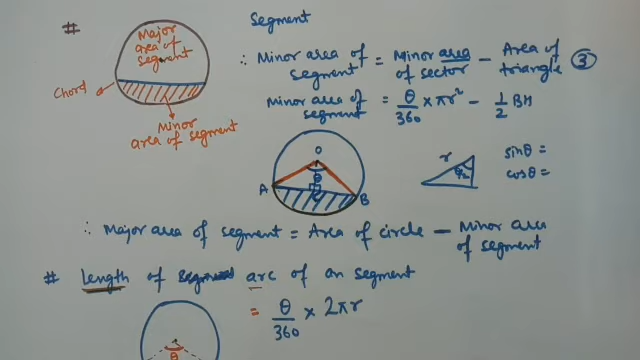 #
Segment
Major
area of
segment
Chord
Minor
area of segment
∴ Minor area of segment = Minor area of sector − Area of triangle ③
Minor area of segment = θ/360 × πr² − 1/2 BH
O
θ
A
B
r
θ/2
sinθ =
cosθ =
∴ Major area of segment = Area of circle − Minor area of segment
# Length of arc of an segment
= θ/360 × 2πr
θ